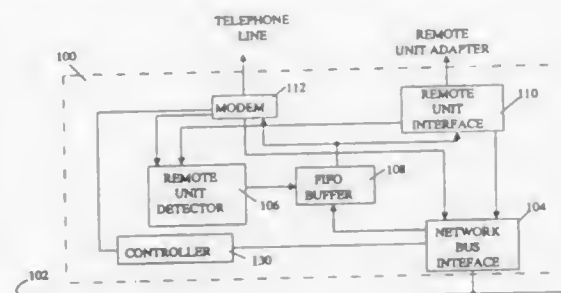 TELEPHONE
LINE
REMOTE
UNIT ADAPTER
100
MODEM
112
REMOTE
UNIT
INTERFACE
110
REMOTE
UNIT
DETECTOR
106
FIFO
BUFFER
108
104
NETWORK
BUS
INTEFACE
CONTROLLER
130
102